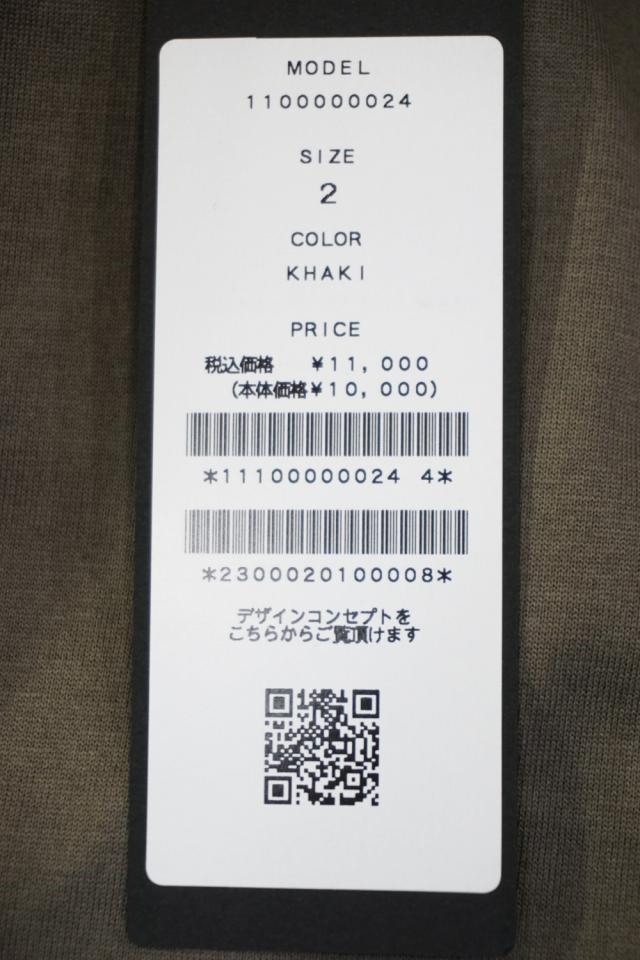 MODEL
1100000024
SIZE
2
COLOR
KHAKI
PRICE
税込価格 ¥11,000
(本体価格¥10,000)
*11100000024 4*
*2300020100008*
デザインコンセプトを
こちらからご覧頂けます